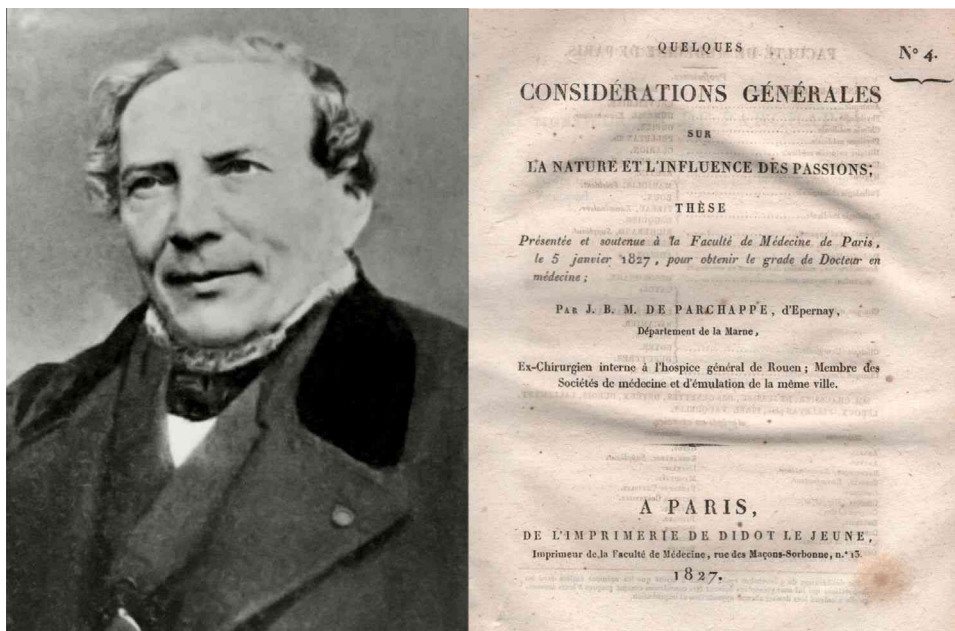 QUELQUES
N° 4.
CONSIDÉRATIONS GÉNÉRALES
SUR
LA NATURE ET L'INFLUENCE DES PASSIONS;
THÈSE
Présentée et soutenue à la Faculté de Médecine de Paris,
le 5 janvier 1827, pour obtenir le grade de Docteur en
médecine;
PAR J. B. M. DE PARCHAPPE, d'Epernay,
Département de la Marne,
Ex-Chirurgien interne à l'hospice général de Rouen; Membre des
Sociétés de médecine et d'émulation de la même ville.
A PARIS,
DE L'IMPRIMERIE DE DIDOT LE JEUNE,
Imprimeur de la Faculté de Médecine, rue des Maçons-Sorbonne, n.° 13.
1827.